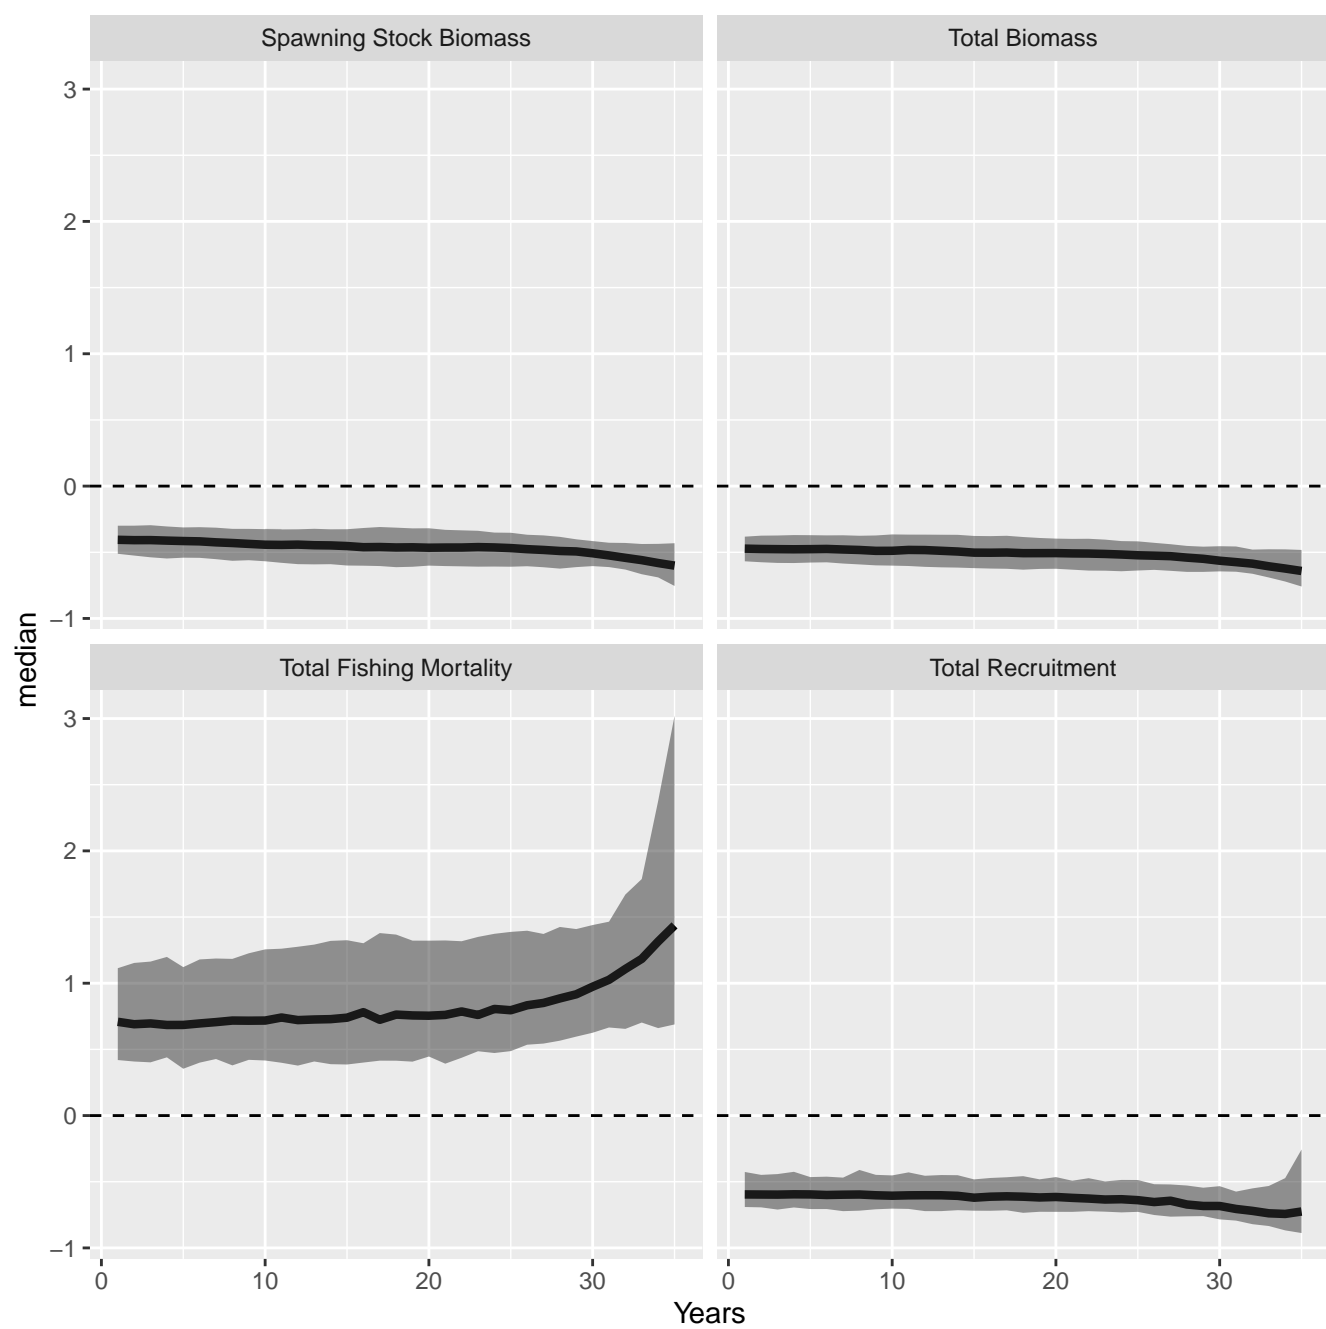 Spawning Stock Biomass
Total Biomass
3
2
1
0
−1
median
Total Fishing Mortality
Total Recruitment
3
2
1
0
−1
0 10 20 30
0 10 20 30
Years